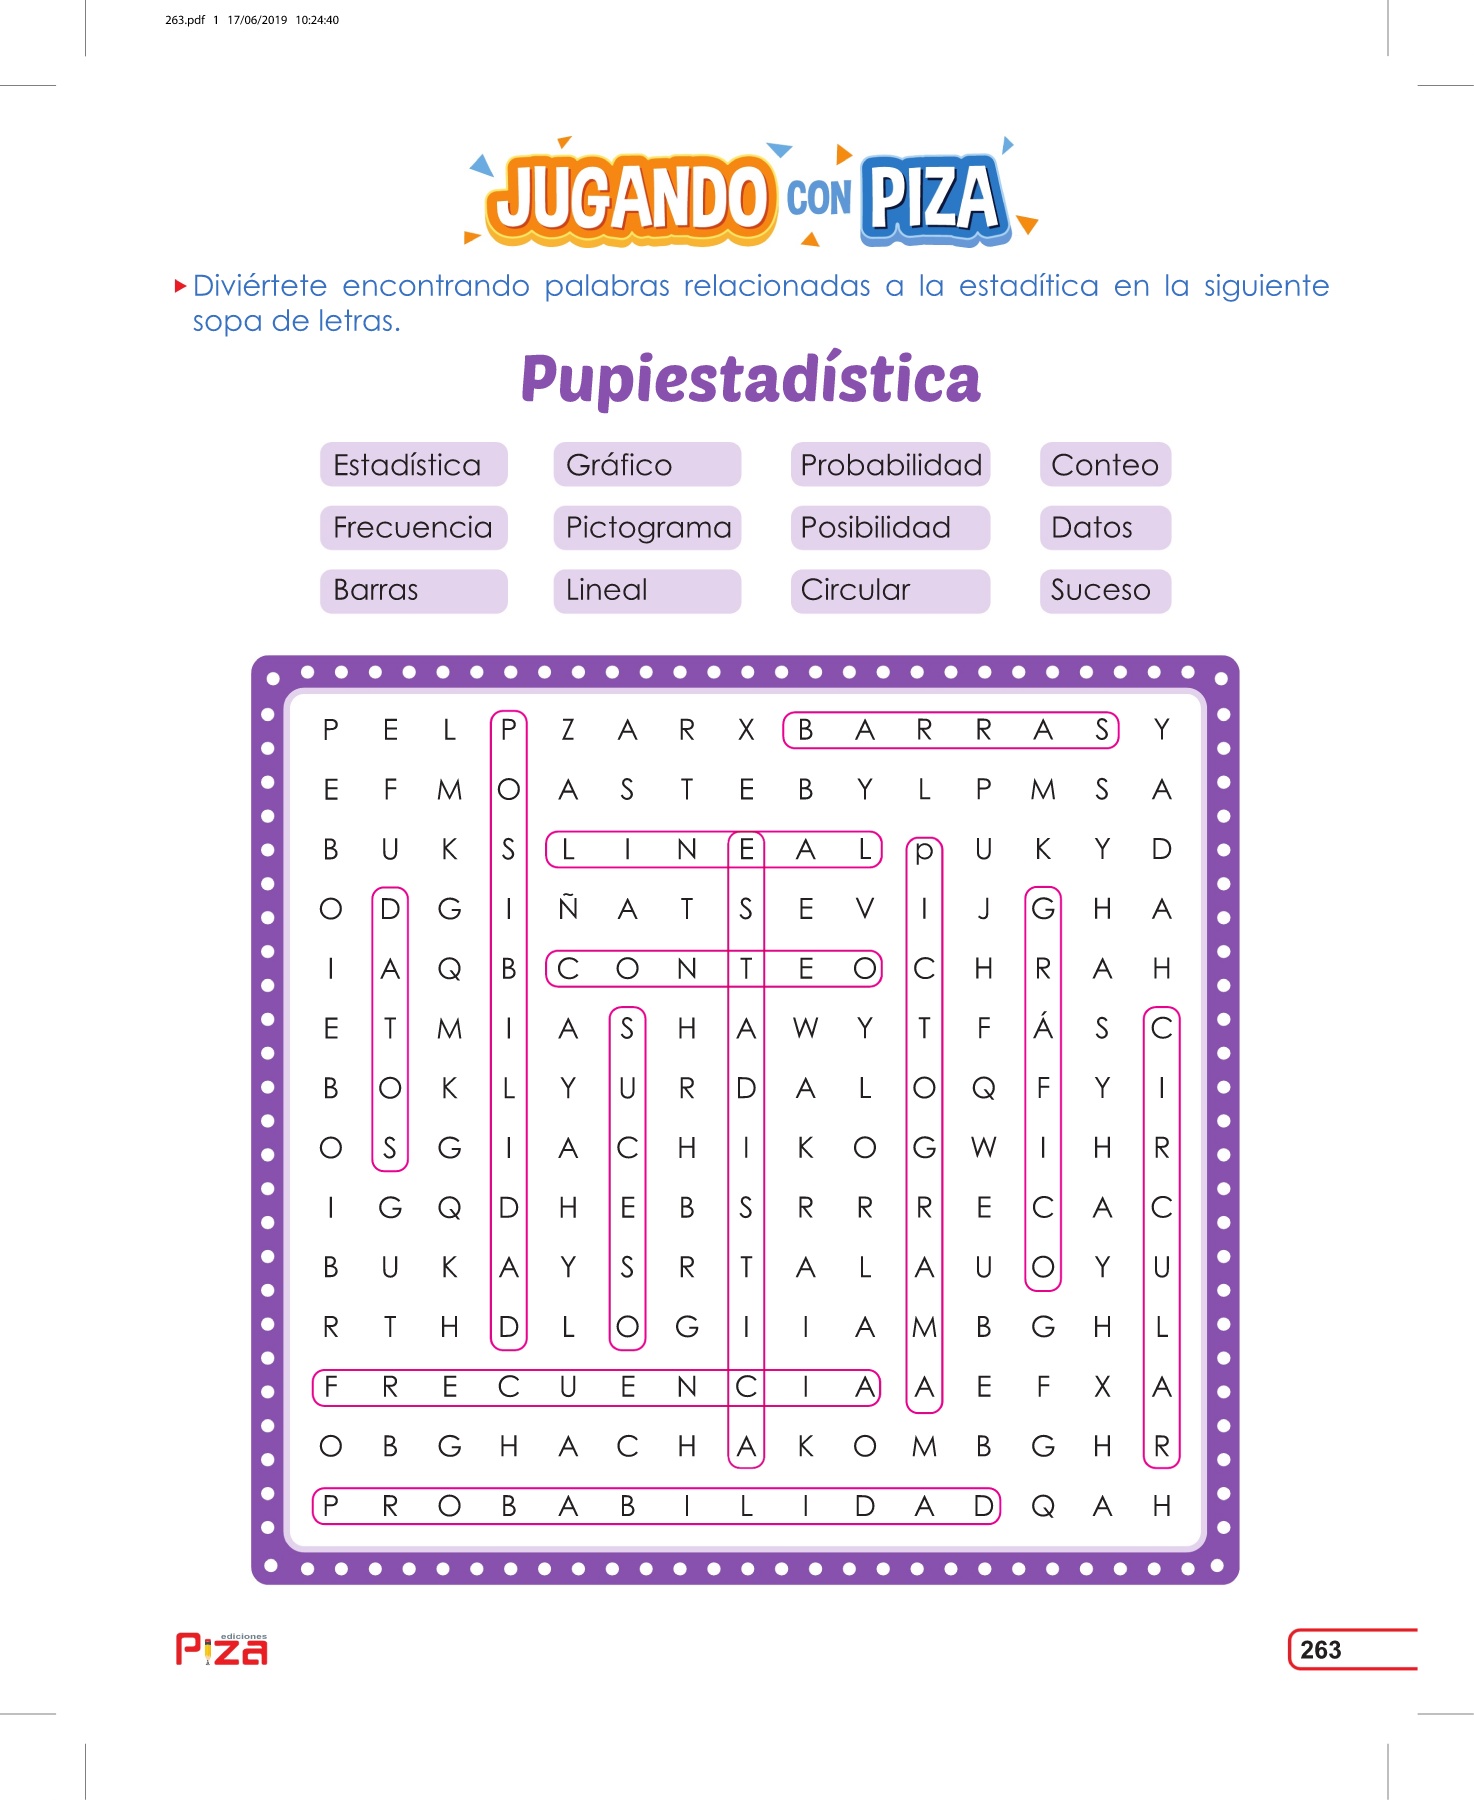 263.pdf 1 17/06/2019 10:24:40
JUGANDO CON PIZA
Diviértete encontrando palabras relacionadas a la estadítica en la siguiente
sopa de letras.
Pupiestadística
Estadística Gráfico Probabilidad Conteo
Frecuencia Pictograma Posibilidad Datos
Barras Lineal Circular Suceso
P E L P Z A R X B A R R A S Y
E F M O A S T E B Y L P M S A
B U K S L I N E A L p U K Y D
O D G I Ñ A T S E V I J G H A
I A Q B C O N T E O C H R A H
E T M I A S H A W Y T F Á S C
B O K L Y U R D A L O Q F Y I
O S G I A C H I K O G W I H R
I G Q D H E B S R R R E C A C
B U K A Y S R T A L A U O Y U
R T H D L O G I I A M B G H L
F R E C U E N C I A A E F X A
O B G H A C H A K O M B G H R
P R O B A B I L I D A D Q A H
ediciones
Piza
263